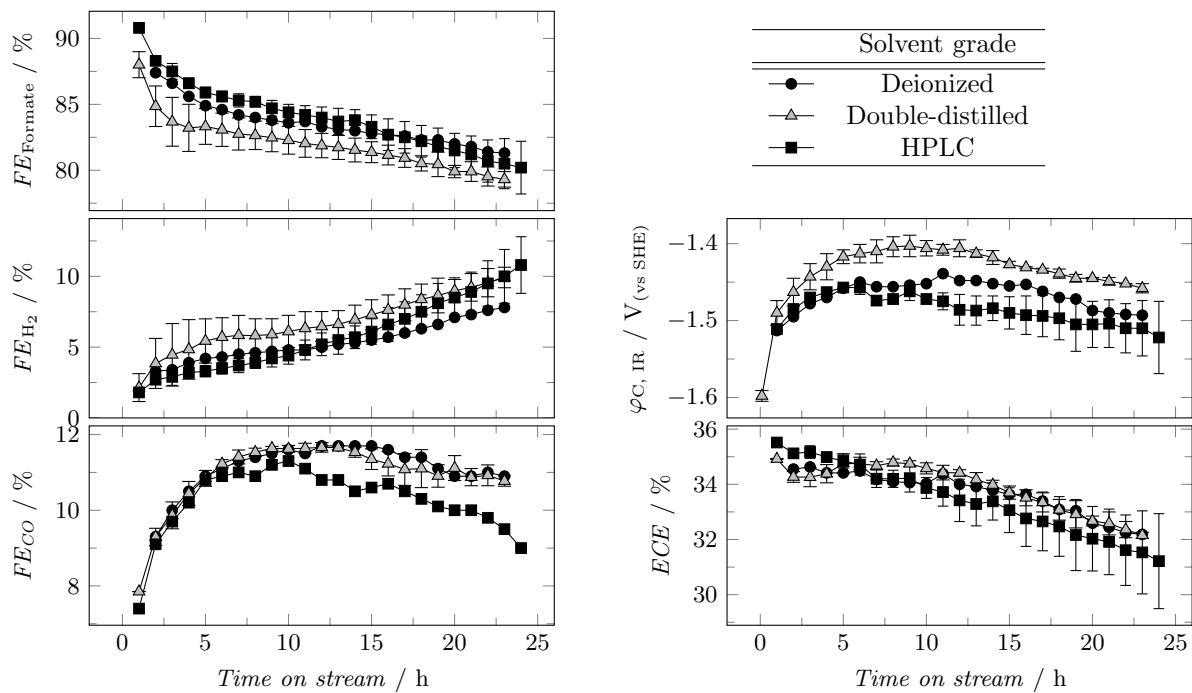 90
85
80
FE_Formate / %
10
5
0
FE_H2 / %
12
10
8
FE_CO / %
0 5 10 15 20 25
Time on stream / h
Solvent grade
Deionized
Double-distilled
HPLC
−1.4
−1.5
−1.6
φC, IR / V(vs SHE)
36
34
32
30
ECE / %
0 5 10 15 20 25
Time on stream / h